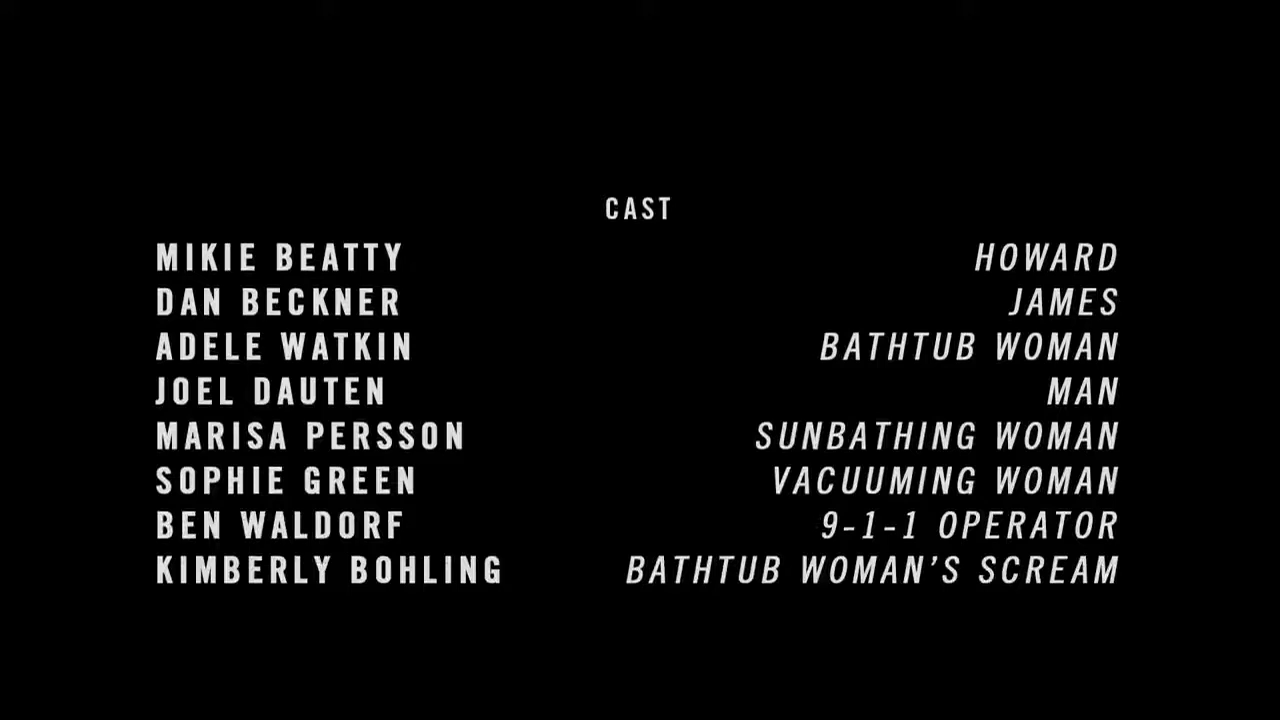 CAST
MIKIE BEATTY HOWARD
DAN BECKNER JAMES
ADELE WATKIN BATHTUB WOMAN
JOEL DAUTEN MAN
MARISA PERSSON SUNBATHING WOMAN
SOPHIE GREEN VACUUMING WOMAN
BEN WALDORF 9-1-1 OPERATOR
KIMBERLY BOHLING BATHTUB WOMAN'S SCREAM